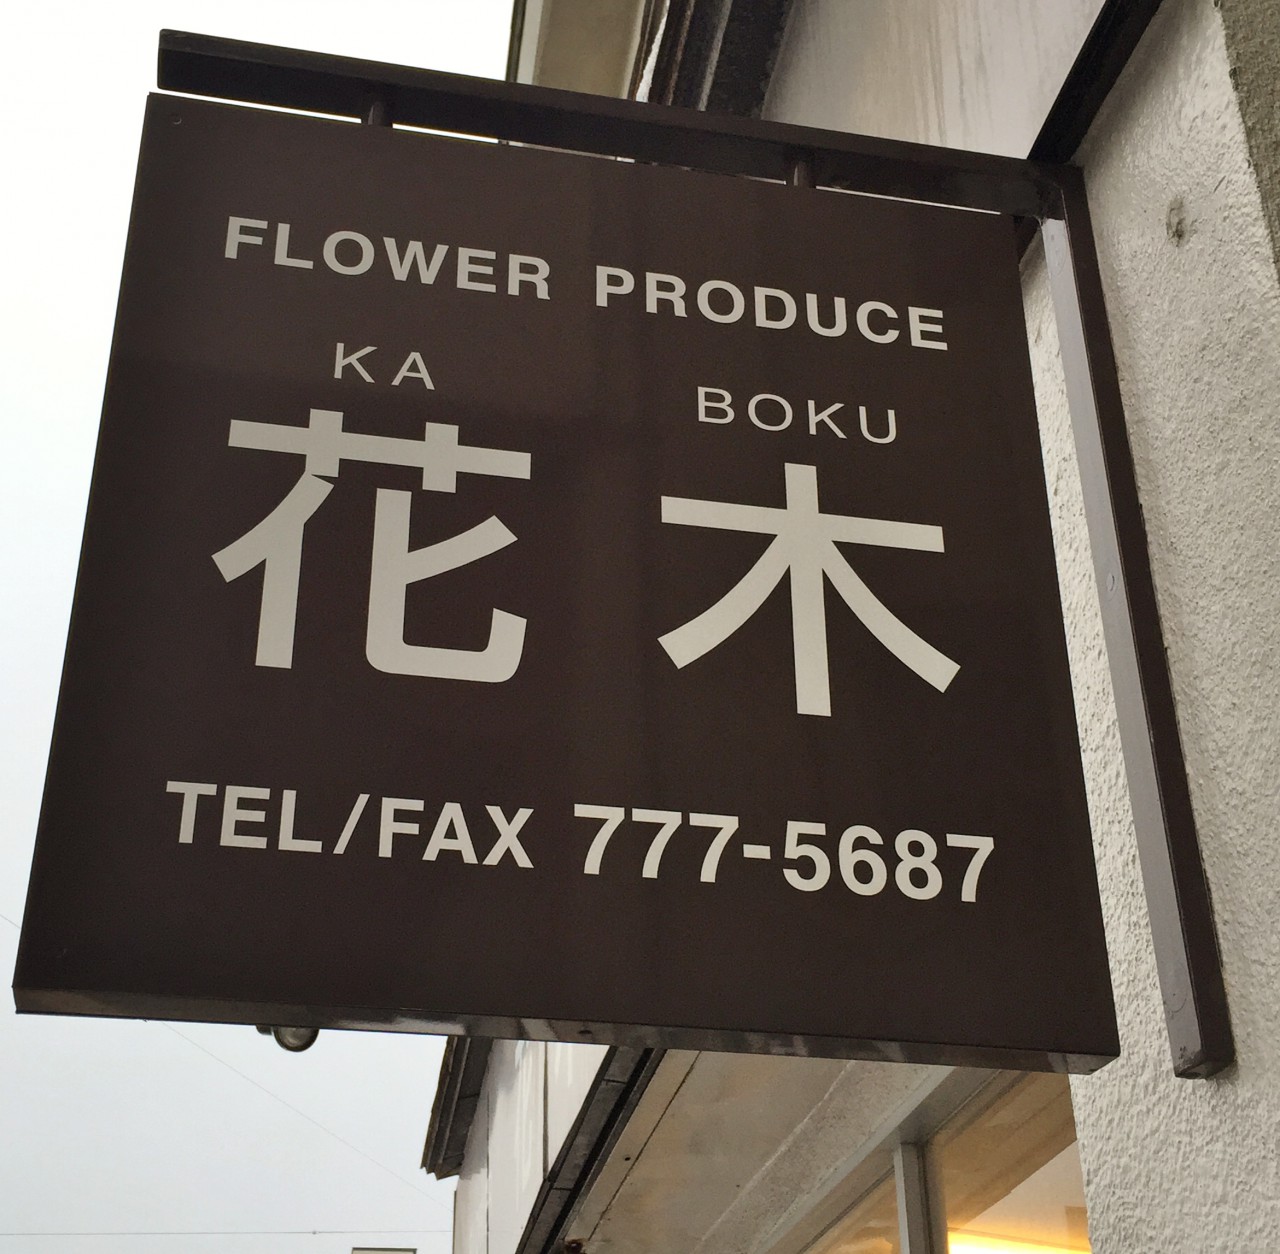 FLOWER PRODUCE
KA BOKU
花木
TEL/FAX 777-5687